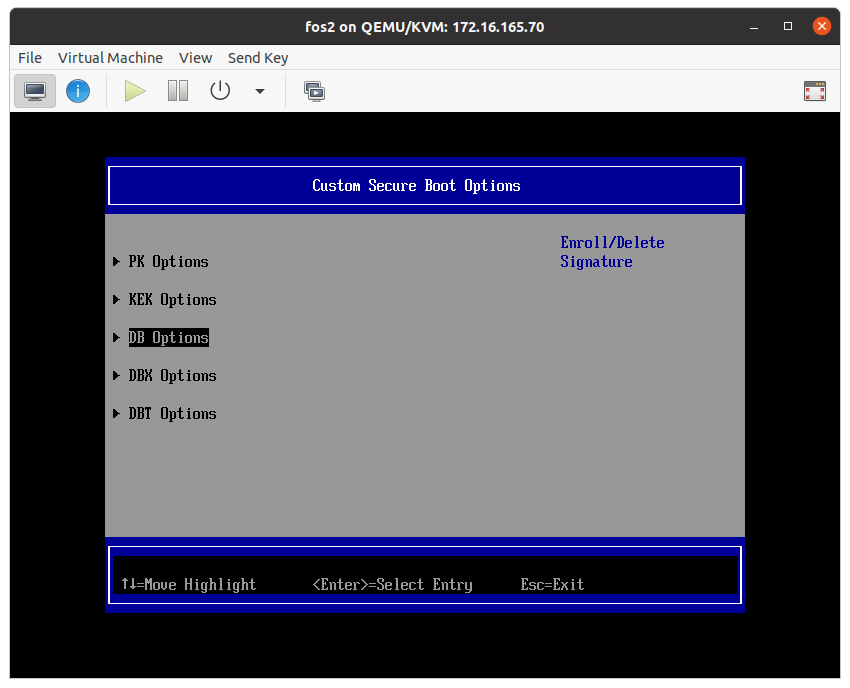 fos2 on QEMU/KVM: 172.16.165.70
File Virtual Machine View Send Key
Custom Secure Boot Options
Enroll/Delete
Signature
PK Options
KEK Options
DB Options
DBX Options
DBT Options
↑↓=Move Highlight <Enter>=Select Entry Esc=Exit